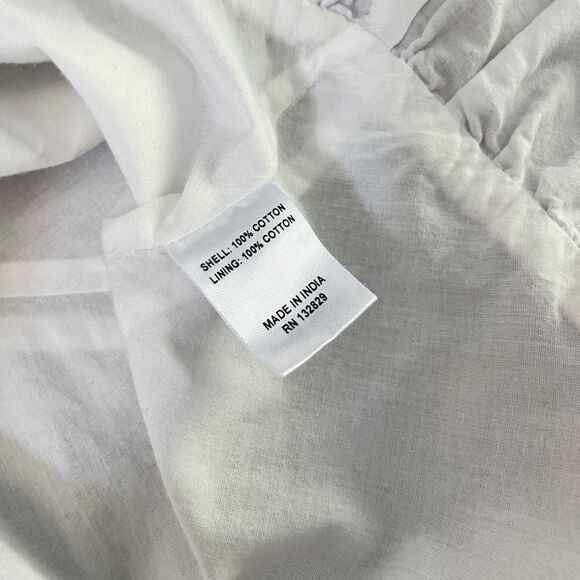 SHELL: 100% COTTON
LINING: 100% COTTON
MADE IN INDIA
RN 132829